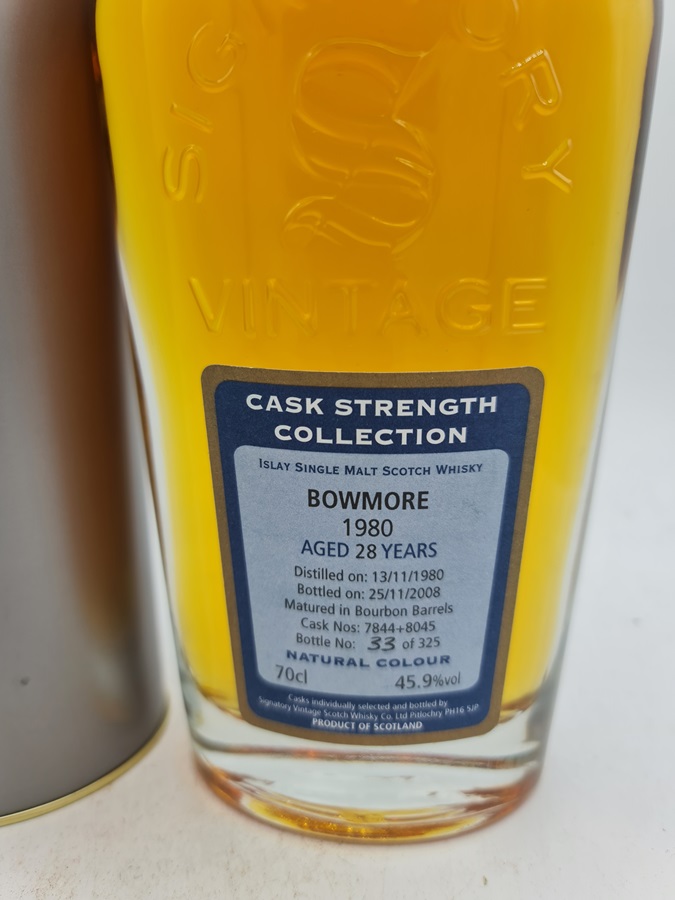 SIGNATORY
VINTAGE
CASK STRENGTH
COLLECTION
ISLAY SINGLE MALT SCOTCH WHISKY
BOWMORE
1980
AGED 28 YEARS
Distilled on: 13/11/1980
Bottled on: 25/11/2008
Matured in Bourbon Barrels
Cask Nos: 7844+8045
Bottle No: 33 of 325
NATURAL COLOUR
70cl 45.9%vol
Casks individually selected and bottled by
Signatory Vintage Scotch Whisky Co. Ltd Pitlochry PH16 5JP
PRODUCT OF SCOTLAND